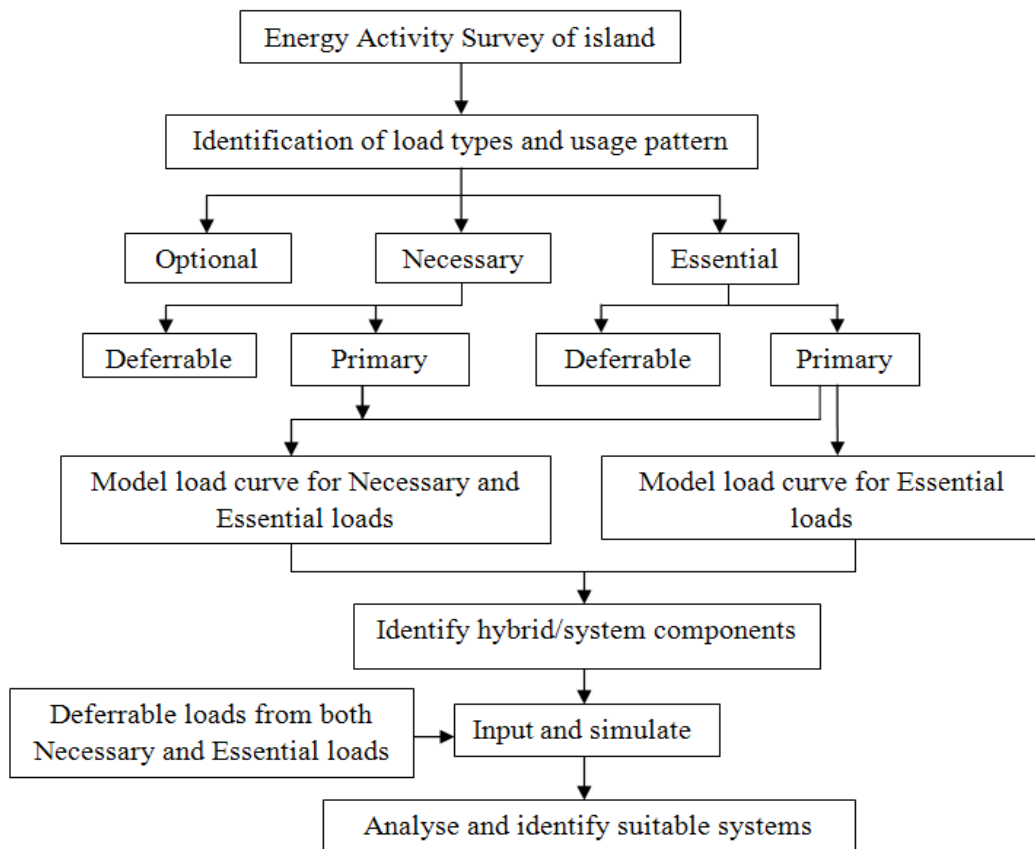 Energy Activity Survey of island
Identification of load types and usage pattern
Optional
Necessary
Essential
Deferrable
Primary
Deferrable
Primary
Model load curve for Necessary and
Essential loads
Model load curve for Essential
loads
Identify hybrid/system components
Deferrable loads from both
Necessary and Essential loads
Input and simulate
Analyse and identify suitable systems